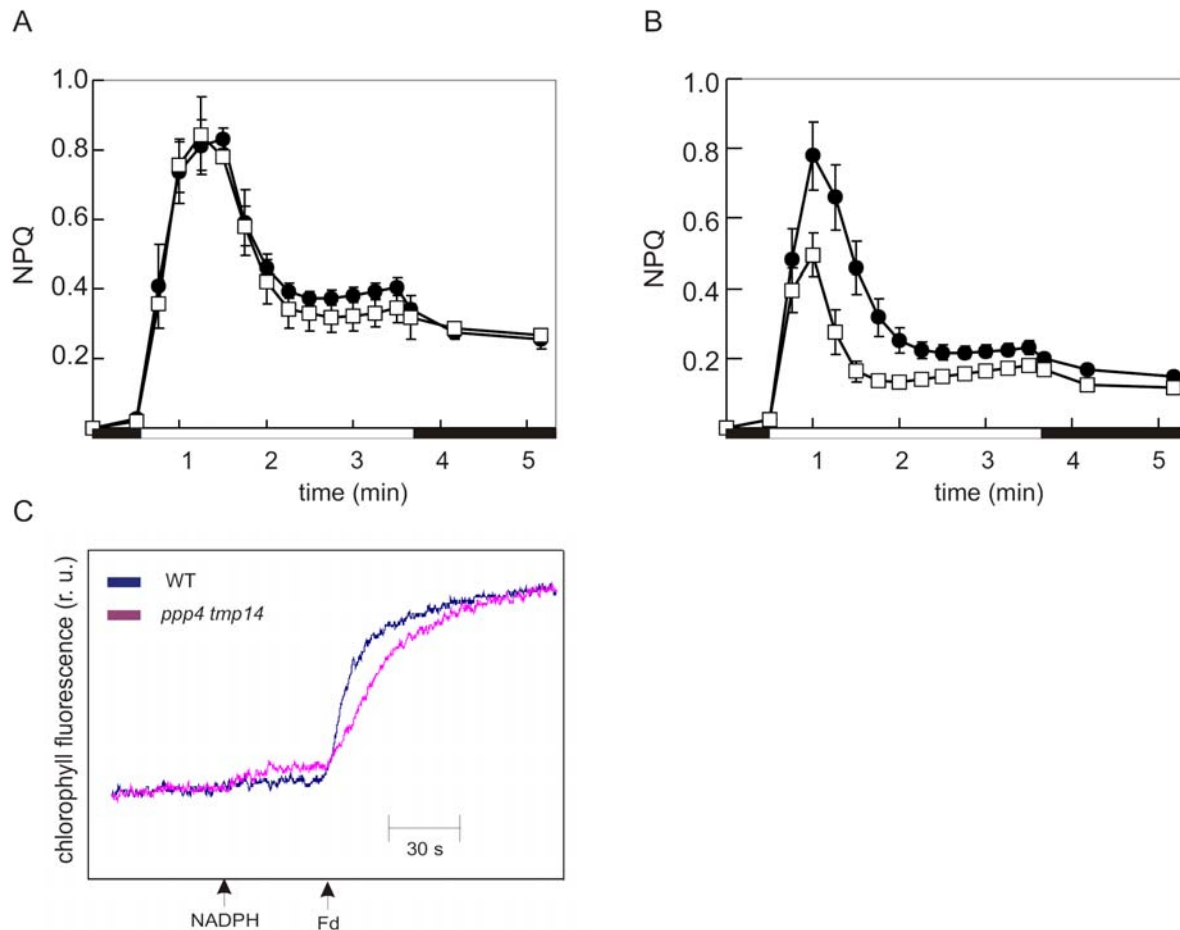 A
1.0
0.8
0.6
0.4
0.2
NPQ
1 2 3 4 5
time (min)
B
1.0
0.8
0.6
0.4
0.2
NPQ
1 2 3 4 5
time (min)
C
WT
ppp4 tmp14
chlorophyll fluorescence (r. u.)
30 s
NADPH
Fd